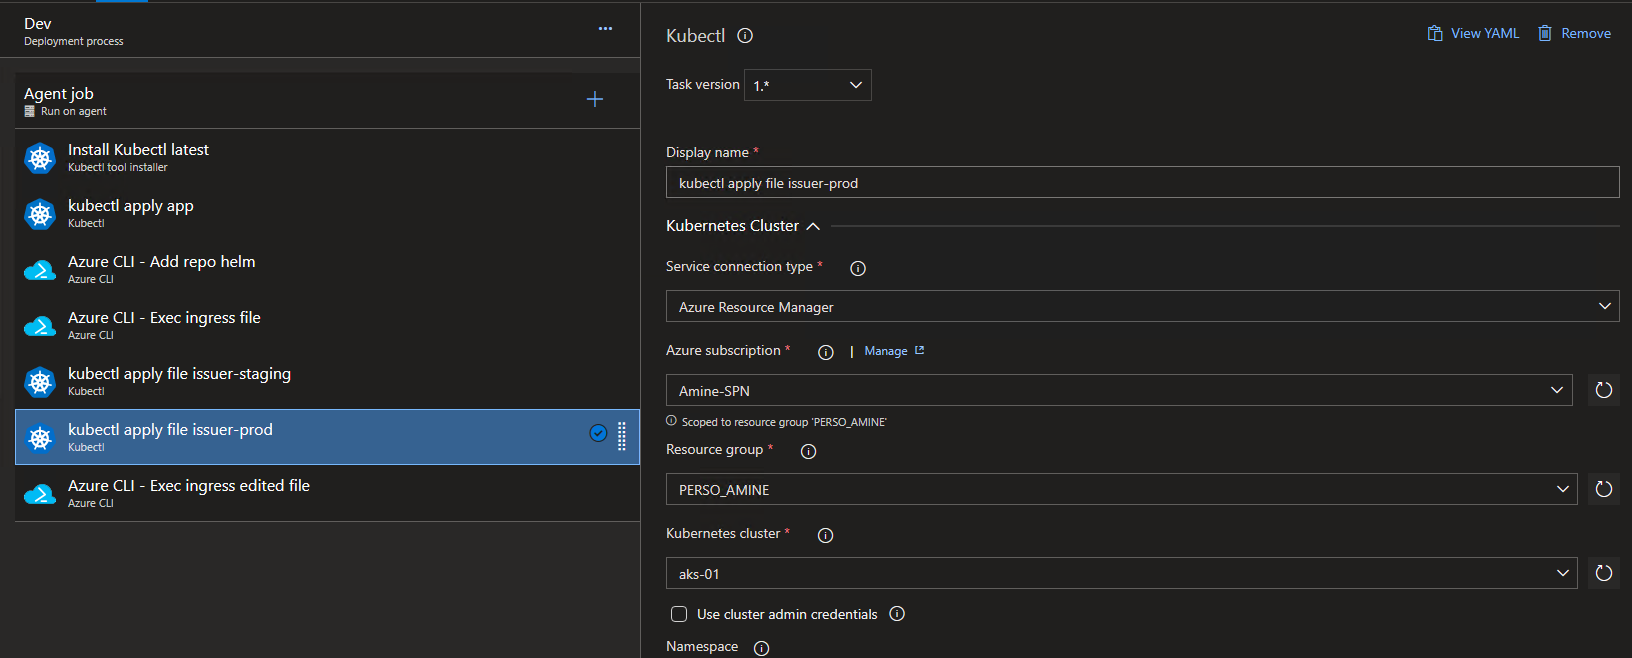 Dev
Deployment process
Agent job
Run on agent
Install Kubectl latest
Kubectl tool installer
kubectl apply app
Kubectl
Azure CLI - Add repo helm
Azure CLI
Azure CLI - Exec ingress file
Azure CLI
kubectl apply file issuer-staging
Kubectl
kubectl apply file issuer-prod
Kubectl
Azure CLI - Exec ingress edited file
Azure CLI
Kubectl
View YAML
Remove
Task version 1.*
Display name *
kubectl apply file issuer-prod
Kubernetes Cluster
Service connection type *
Azure Resource Manager
Azure subscription * | Manage
Amine-SPN
Scoped to resource group 'PERSO_AMINE'
Resource group *
PERSO_AMINE
Kubernetes cluster *
aks-01
Use cluster admin credentials
Namespace